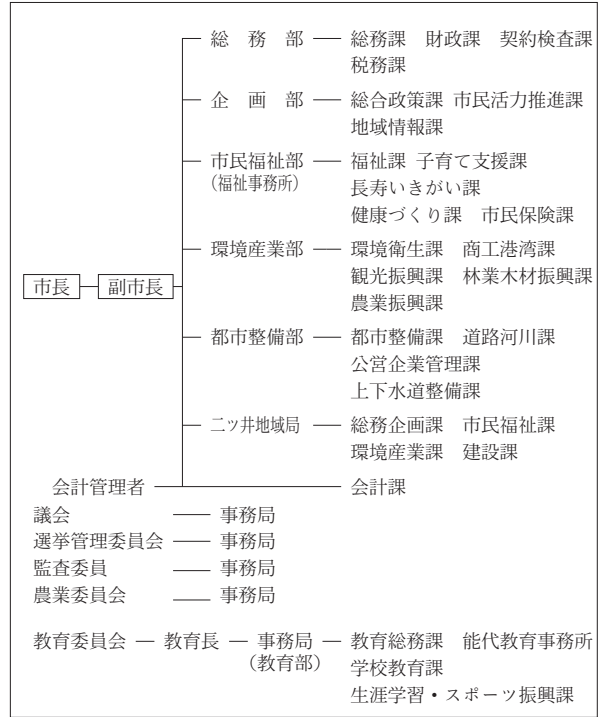 総務部 総務課 財政課 契約検査課
税務課
企画部 総合政策課 市民活力推進課
地域情報課
市民福祉部 福祉課 子育て支援課
(福祉事務所) 長寿いきがい課
健康づくり課 市民保険課
環境産業部 環境衛生課 商工港湾課
市長 副市長 観光振興課 林業木材振興課
農業振興課
都市整備部 都市整備課 道路河川課
公営企業管理課
上下水道整備課
二ツ井地域局 総務企画課 市民福祉課
環境産業課 建設課
会計管理者 会計課
議会 事務局
選挙管理委員会 事務局
監査委員 事務局
農業委員会 事務局
教育委員会 教育長 事務局 教育総務課 能代教育事務所
(教育部) 学校教育課
生涯学習・スポーツ振興課